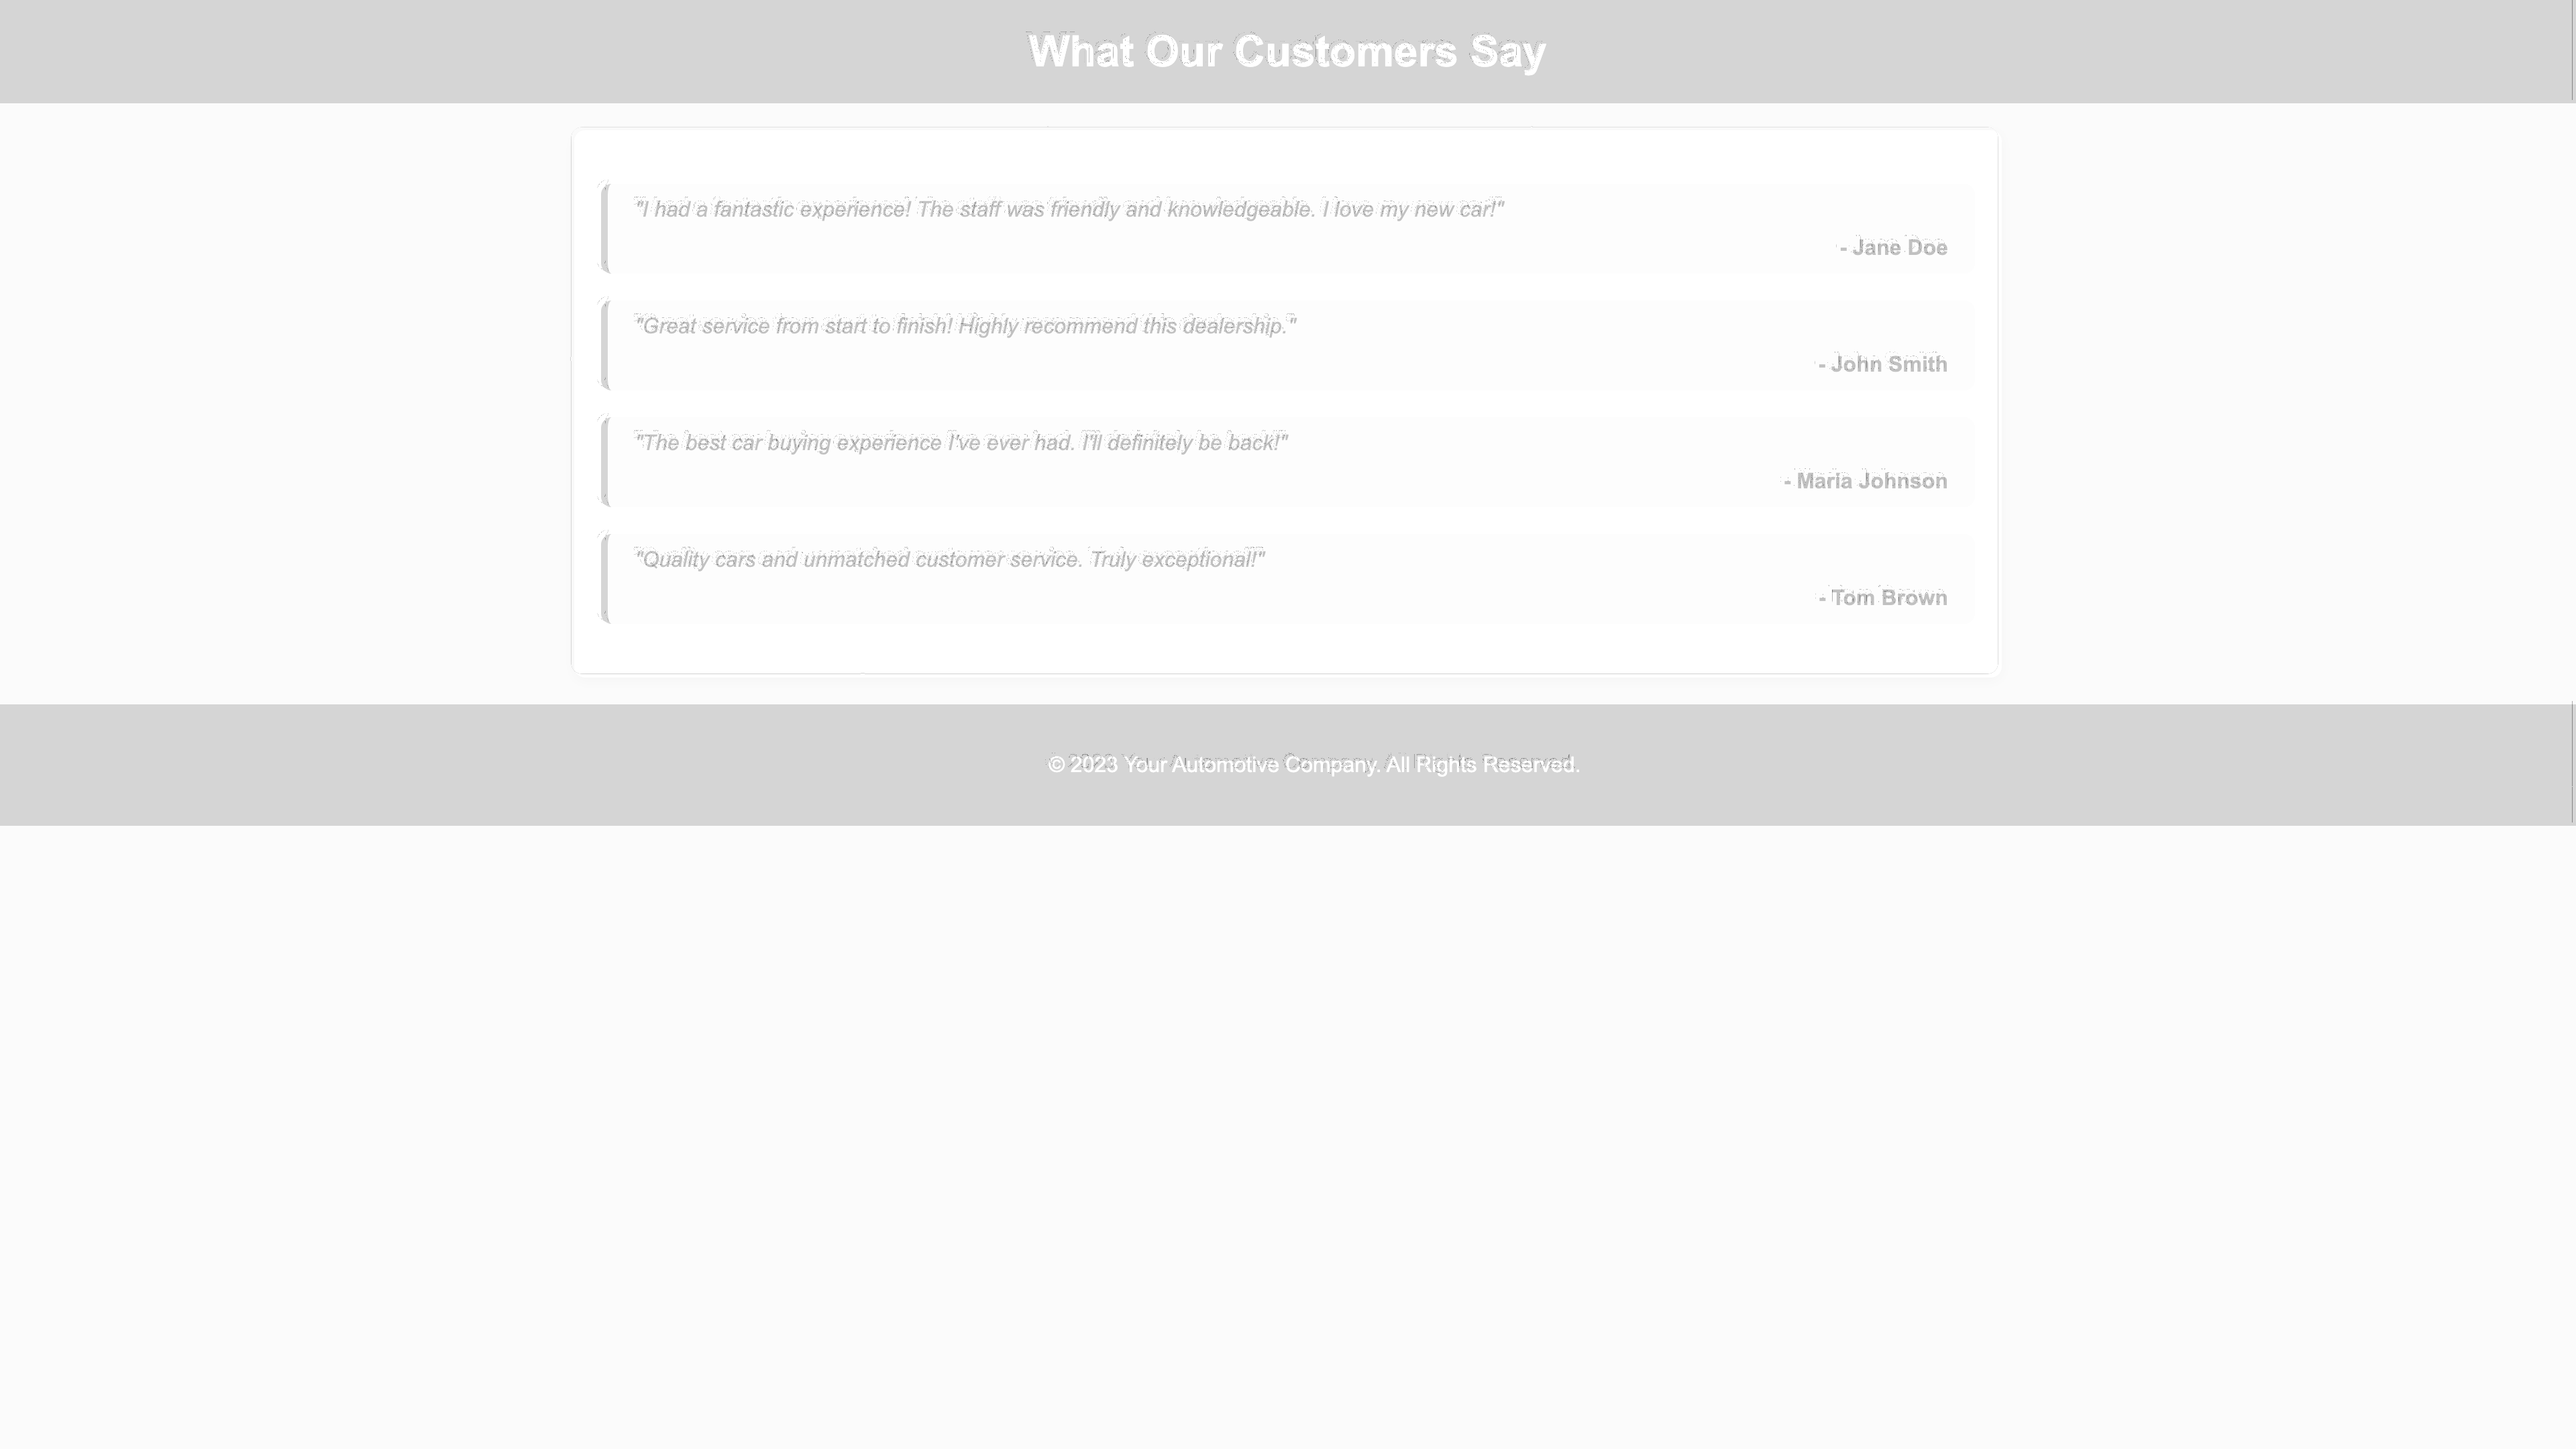 What Our Customers Say
"I had a fantastic experience! The staff was friendly and knowledgeable. I love my new car!"
- Jane Doe
"Great service from start to finish! Highly recommend this dealership."
- John Smith
"The best car buying experience I've ever had. I'll definitely be back!"
- Maria Johnson
"Quality cars and unmatched customer service. Truly exceptional!"
- Tom Brown
© 2023 Your Automotive Company. All Rights Reserved.